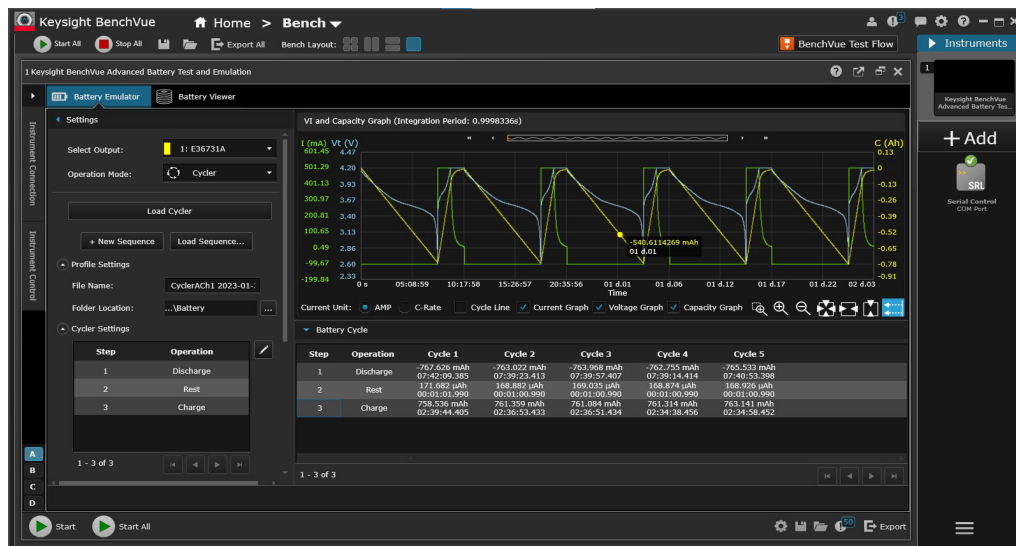 Keysight BenchVue
Home > Bench
3
Start All
Stop All
Export All
Bench Layout:
BenchVue Test Flow
Instruments
1 Keysight BenchVue Advanced Battery Test and Emulation
1
Keysight BenchVue
Advanced Battery Tes...
+ Add
SRL
Serial Control
COM Port
Battery Emulator
Battery Viewer
Instrument Connection
Instrument Control
Settings
Select Output:
1: E36731A
Operation Mode:
Cycler
Load Cycler
+ New Sequence
Load Sequence...
Profile Settings
File Name:
CyclerACh1 2023-01-:
Folder Location:
...\Battery
...
Cycler Settings
Step Operation
1 Discharge
2 Rest
3 Charge
1 - 3 of 3
A
B
C
D
VI and Capacity Graph (Integration Period: 0.9998336s)
I (mA) Vt (V) C (Ah)
601.45 4.47 0.13
501.29 4.20 0
401.13 3.93 -0.13
300.97 3.67 -0.26
200.81 3.40 -0.39
100.65 3.13 -0.52
0.49 2.86 -0.65
-99.67 2.60 -0.78
-199.84 2.33 -0.91
-540.6114269 mAh
01 d.01
0 s 05:08:59 10:17:58 15:26:57 20:35:56 01 d.01 01 d.06 01 d.12 01 d.17 01 d.22 02 d.03
Time
Current Unit: AMP C-Rate Cycle Line Current Graph Voltage Graph Capacity Graph
Battery Cycle
Step Operation Cycle 1 Cycle 2 Cycle 3 Cycle 4 Cycle 5
1 Discharge -767.626 mAh -763.022 mAh -763.968 mAh -762.755 mAh -765.533 mAh
07:42:09.385 07:39:23.413 07:39:57.407 07:39:14.414 07:40:53.398
2 Rest 171.682 µAh 168.882 µAh 169.035 µAh 168.874 µAh 168.926 µAh
00:01:01.990 00:01:00.990 00:01:00.990 00:01:00.990 00:01:00.990
3 Charge 758.536 mAh 761.359 mAh 761.084 mAh 761.314 mAh 763.141 mAh
02:39:44.405 02:36:53.433 02:36:51.434 02:34:38.456 02:34:58.452
1 - 3 of 3
Start
Start All
50
Export